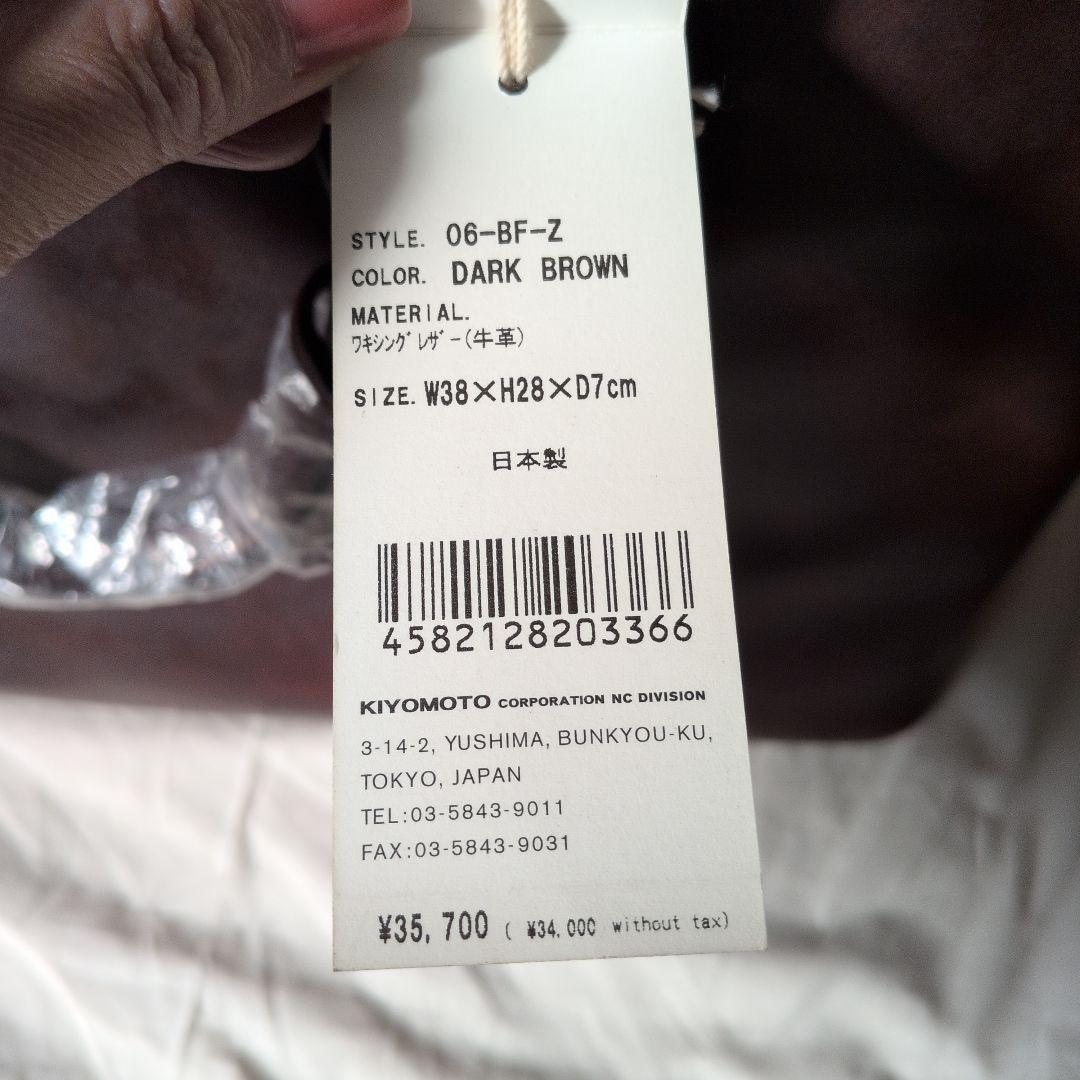 STYLE. 06-BF-Z
COLOR. DARK BROWN
MATERIAL.
ワキシングレザー(牛革)
SIZE. W38×H28×D7cm
日本製
4582128203366
KIYOMOTO CORPORATION NC DIVISION
3-14-2, YUSHIMA, BUNKYOU-KU,
TOKYO, JAPAN
TEL:03-5843-9011
FAX:03-5843-9031
¥35,700 ( ¥34,000 without tax)